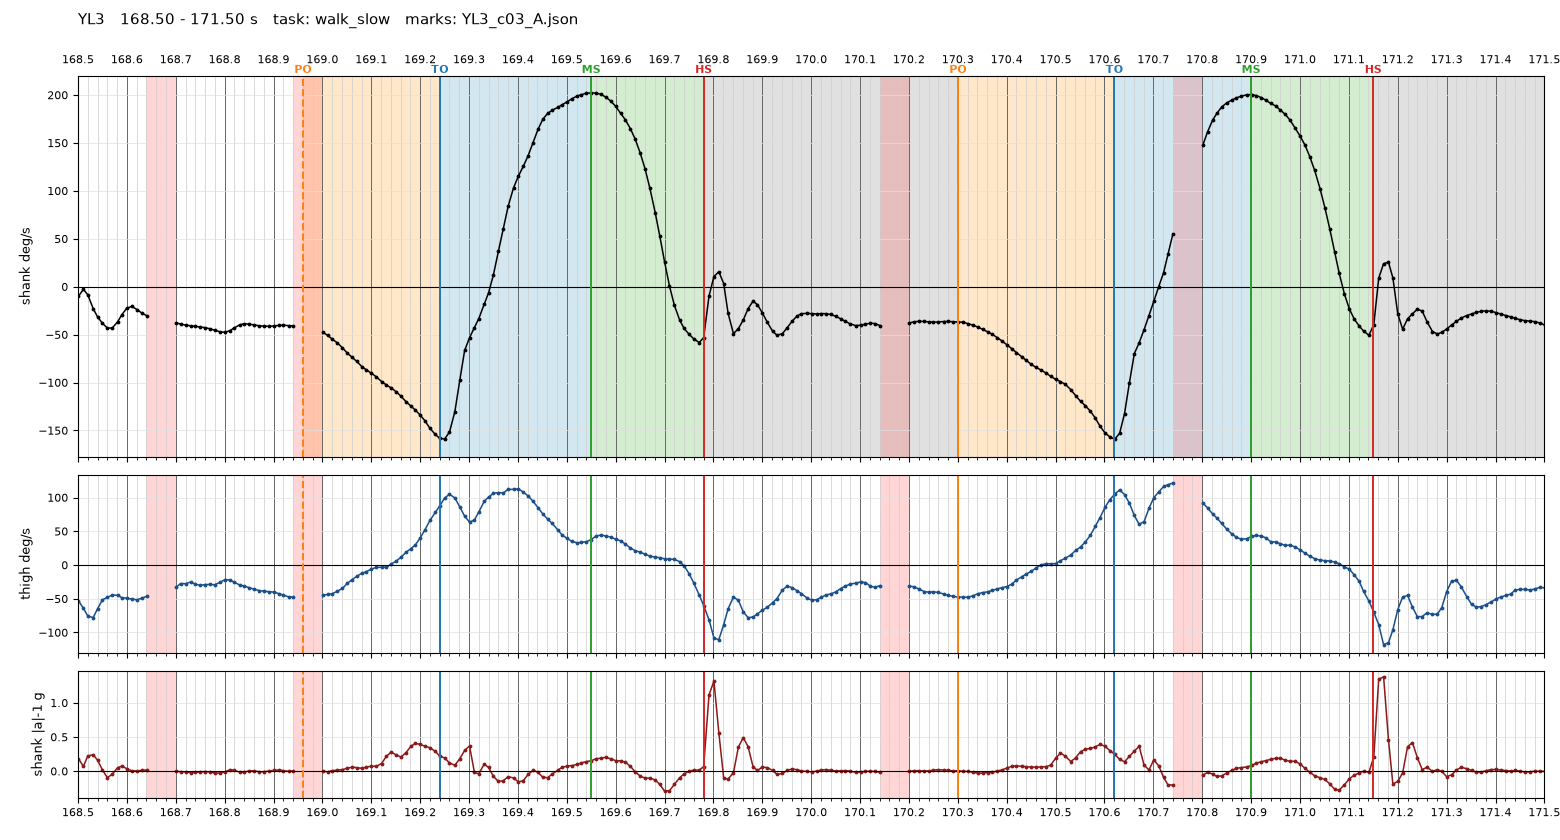 YL3   168.50 - 171.50 s   task: walk_slow   marks: YL3_c03_A.json
168.5 168.6 168.7 168.8 168.9 169.0 169.1 169.2 169.3 169.4 169.5 169.6 169.7 169.8 169.9 170.0 170.1 170.2 170.3 170.4 170.5 170.6 170.7 170.8 170.9 171.0 171.1 171.2 171.3 171.4 171.5
PO TO MS HS PO TO MS HS
shank deg/s
200
150
100
50
0
−50
−100
−150
thigh deg/s
100
50
0
−50
−100
shank |a|-1 g
1.0
0.5
0.0
168.5 168.6 168.7 168.8 168.9 169.0 169.1 169.2 169.3 169.4 169.5 169.6 169.7 169.8 169.9 170.0 170.1 170.2 170.3 170.4 170.5 170.6 170.7 170.8 170.9 171.0 171.1 171.2 171.3 171.4 171.5